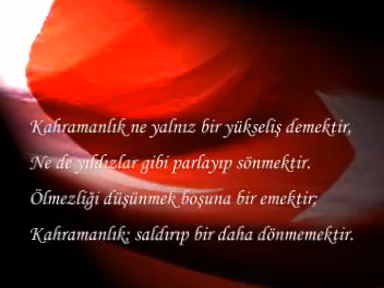 Kahramanlık ne yalnız bir yükseliş demektir,
Ne de yıldızlar gibi parlayıp sönmektir.
Ölmezliği düşünmek boşuna bir emektir;
Kahramanlık: saldırıp bir daha dönmemektir.